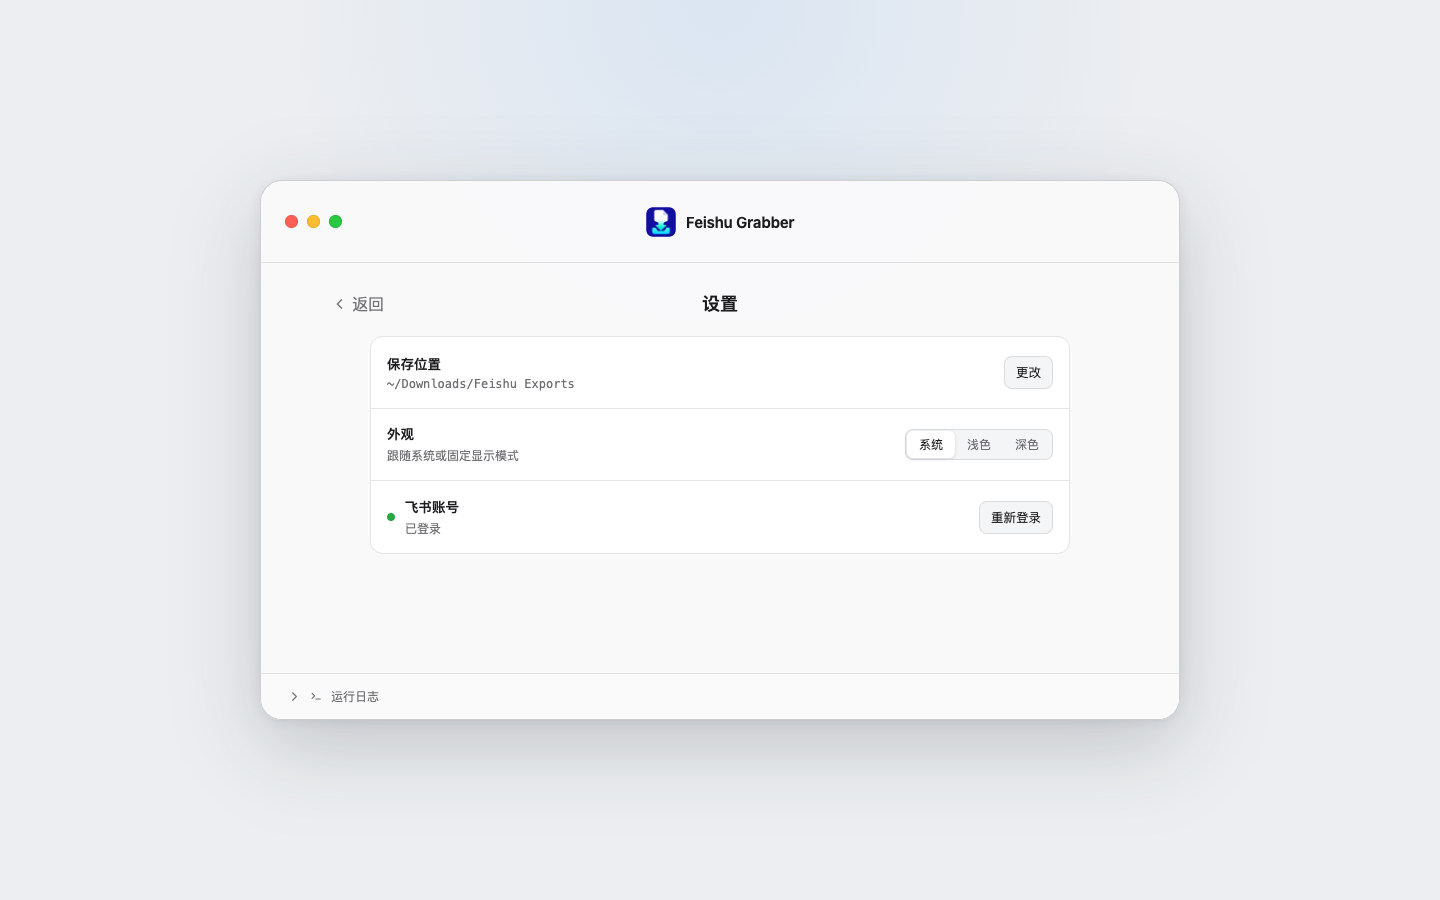 Feishu Grabber
返回
设置
保存位置
~/Downloads/Feishu Exports
更改
外观
跟随系统或固定显示模式
系统 浅色 深色
飞书账号
已登录
重新登录
运行日志